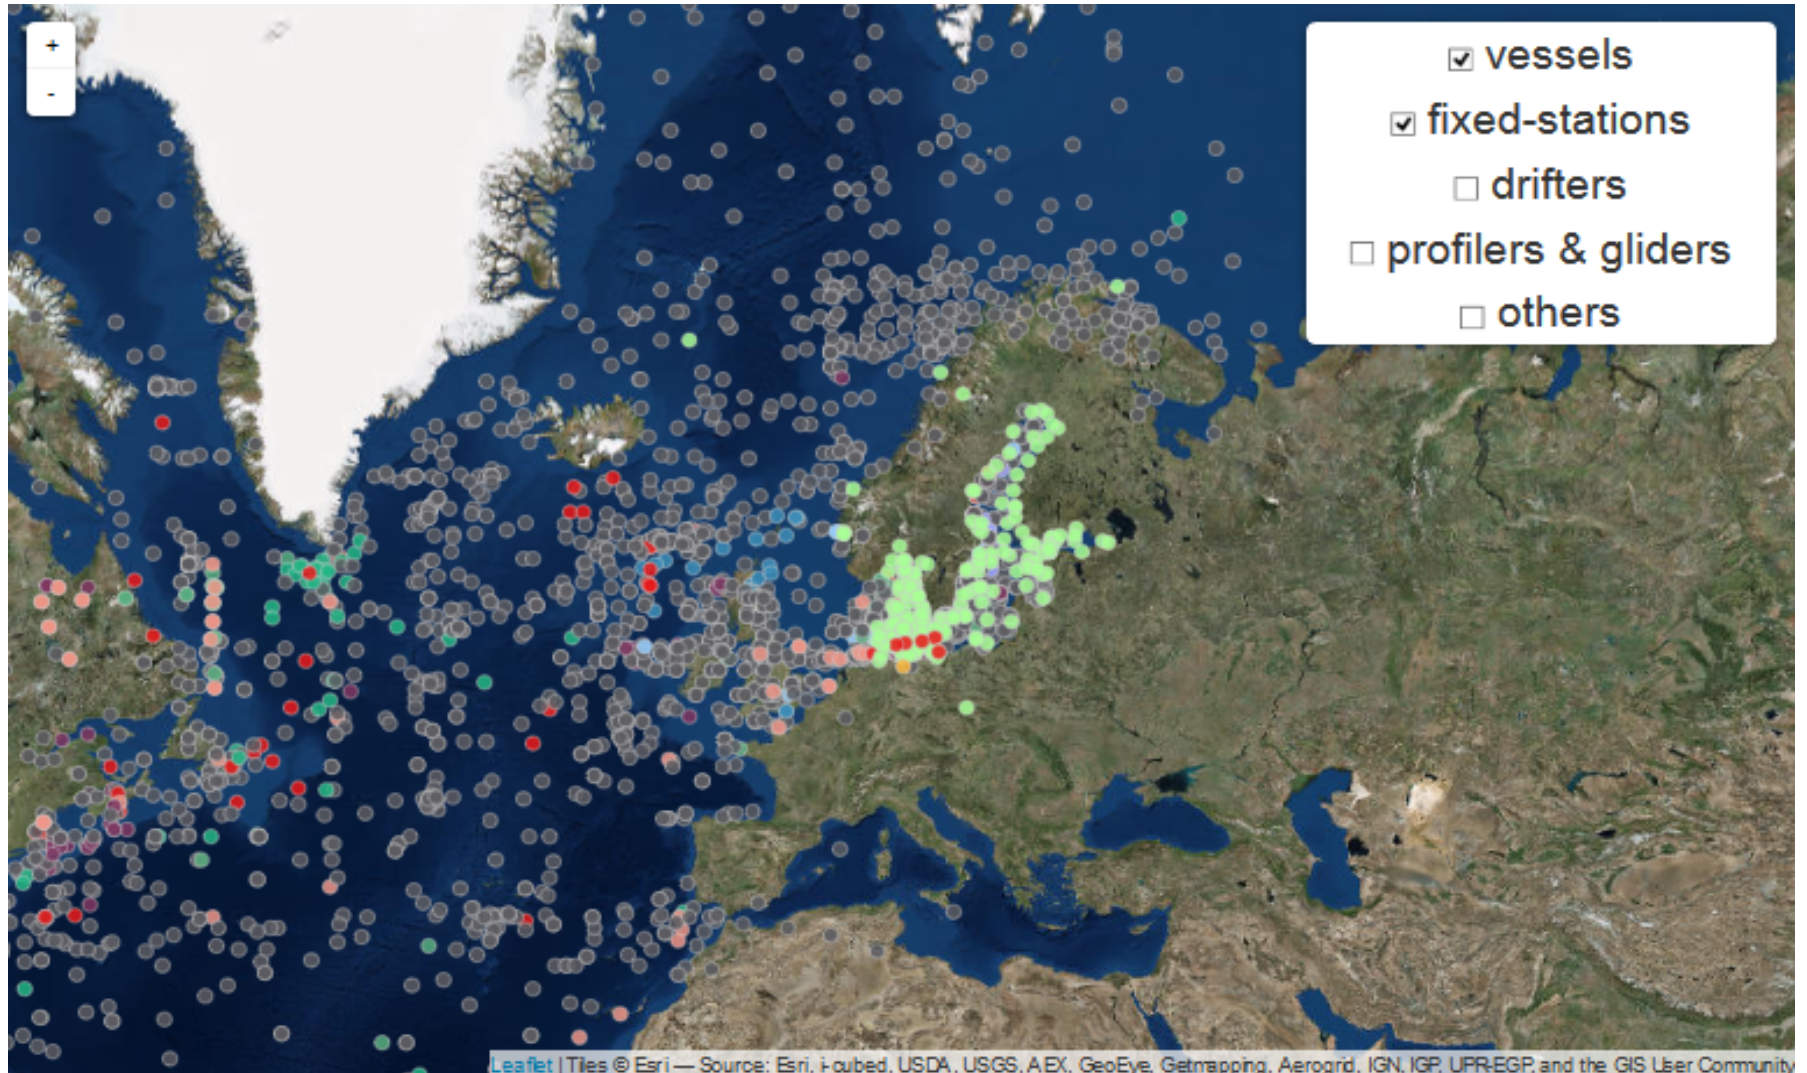 +
-
vessels
fixed-stations
drifters
profilers & gliders
others
Leaflet | Tiles © Esri — Source: Esri, i-cubed, USDA, USGS, AEX, GeoEye, Getmapping, Aerogrid, IGN, IGP, UPR-EGP, and the GIS User Community